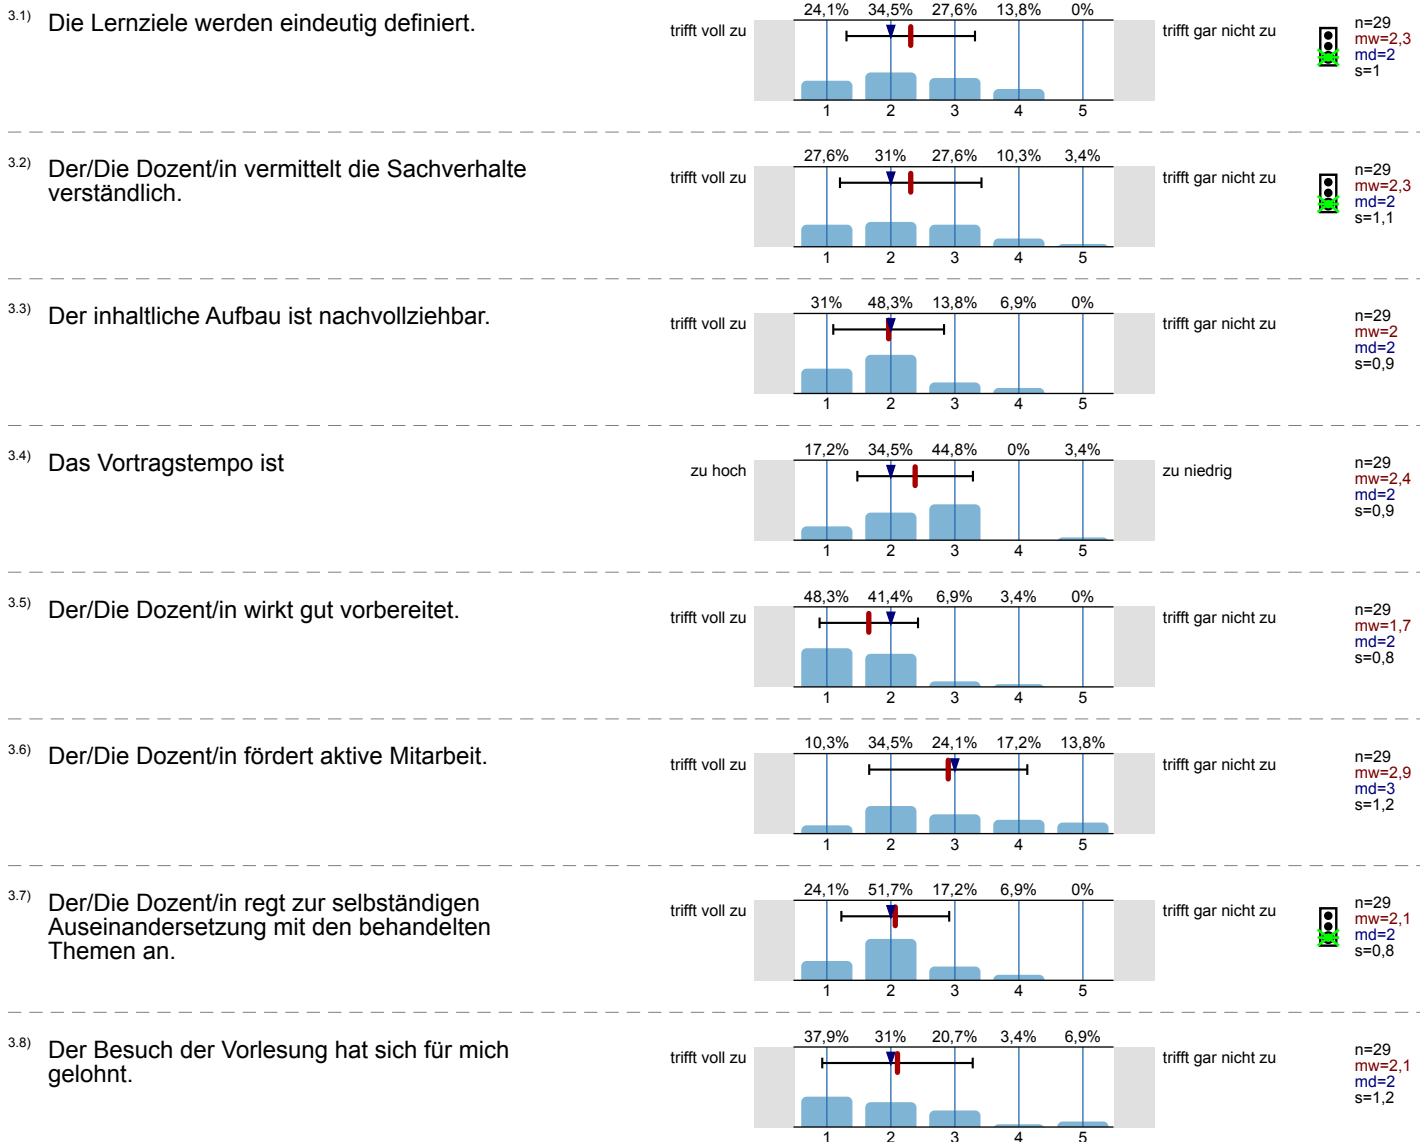 3.1) Die Lernziele werden eindeutig definiert.
trifft voll zu
24,1% 34,5% 27,6% 13,8% 0%
1 2 3 4 5
trifft gar nicht zu
n=29
mw=2,3
md=2
s=1
3.2) Der/Die Dozent/in vermittelt die Sachverhalte
verständlich.
trifft voll zu
27,6% 31% 27,6% 10,3% 3,4%
1 2 3 4 5
trifft gar nicht zu
n=29
mw=2,3
md=2
s=1,1
3.3) Der inhaltliche Aufbau ist nachvollziehbar.
trifft voll zu
31% 48,3% 13,8% 6,9% 0%
1 2 3 4 5
trifft gar nicht zu
n=29
mw=2
md=2
s=0,9
3.4) Das Vortragstempo ist
zu hoch
17,2% 34,5% 44,8% 0% 3,4%
1 2 3 4 5
zu niedrig
n=29
mw=2,4
md=2
s=0,9
3.5) Der/Die Dozent/in wirkt gut vorbereitet.
trifft voll zu
48,3% 41,4% 6,9% 3,4% 0%
1 2 3 4 5
trifft gar nicht zu
n=29
mw=1,7
md=2
s=0,8
3.6) Der/Die Dozent/in fördert aktive Mitarbeit.
trifft voll zu
10,3% 34,5% 24,1% 17,2% 13,8%
1 2 3 4 5
trifft gar nicht zu
n=29
mw=2,9
md=3
s=1,2
3.7) Der/Die Dozent/in regt zur selbständigen
Auseinandersetzung mit den behandelten
Themen an.
trifft voll zu
24,1% 51,7% 17,2% 6,9% 0%
1 2 3 4 5
trifft gar nicht zu
n=29
mw=2,1
md=2
s=0,8
3.8) Der Besuch der Vorlesung hat sich für mich
gelohnt.
trifft voll zu
37,9% 31% 20,7% 3,4% 6,9%
1 2 3 4 5
trifft gar nicht zu
n=29
mw=2,1
md=2
s=1,2